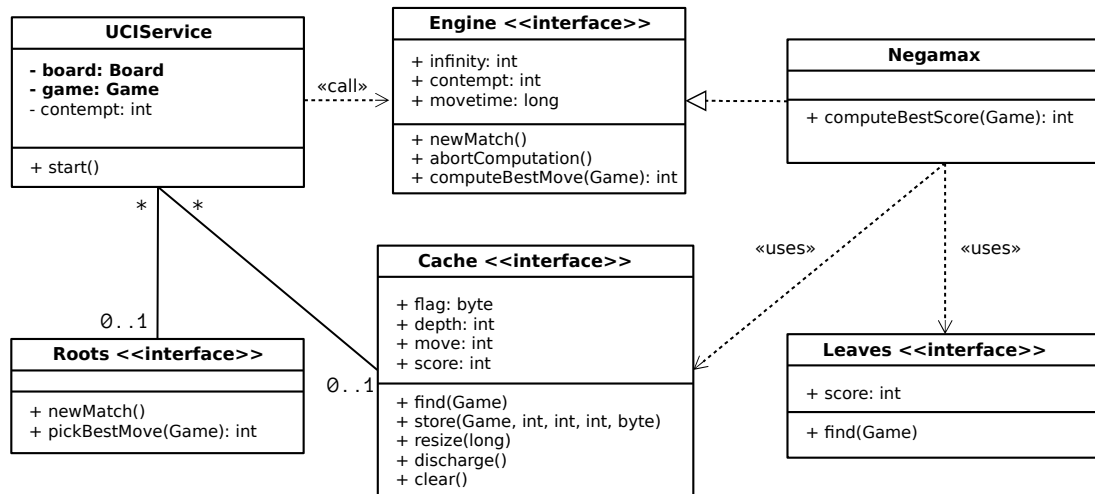 UCIService
- board: Board
- game: Game
- contempt: int
+ start()
«call»
Engine <<interface>>
+ infinity: int
+ contempt: int
+ movetime: long
+ newMatch()
+ abortComputation()
+ computeBestMove(Game): int
Negamax
+ computeBestScore(Game): int
*
*
0..1
0..1
«uses»
«uses»
Roots <<interface>>
+ newMatch()
+ pickBestMove(Game): int
Cache <<interface>>
+ flag: byte
+ depth: int
+ move: int
+ score: int
+ find(Game)
+ store(Game, int, int, int, byte)
+ resize(long)
+ discharge()
+ clear()
Leaves <<interface>>
+ score: int
+ find(Game)